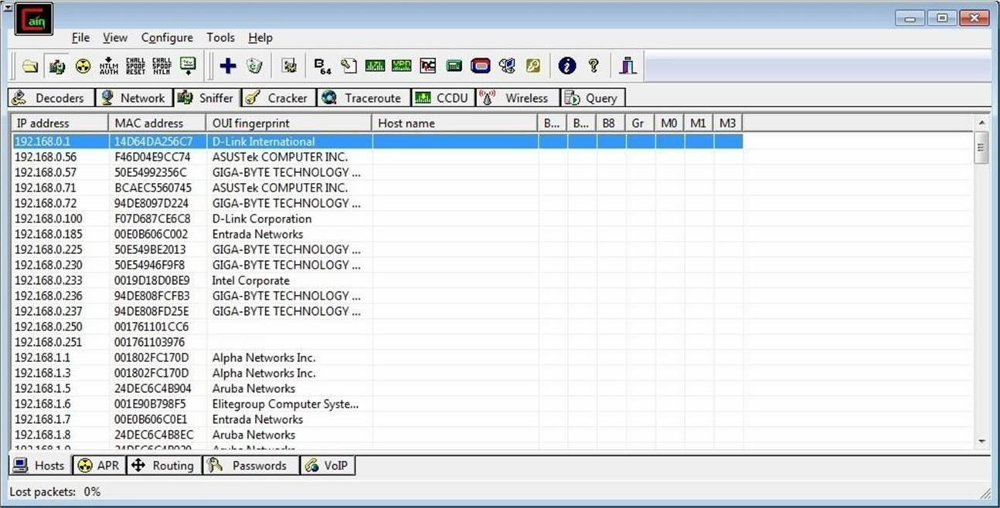 Cain
File View Configure Tools Help
NTLM AUTH CHALL SPOOF RESET CHALL SPOOF NTLM B 64
Decoders Network Sniffer Cracker Traceroute CCDU Wireless Query
IP address MAC address OUI fingerprint Host name B... B... B8 Gr M0 M1 M3
192.168.0.1 14D64DA256C7 D-Link International
192.168.0.56 F46D04E9CC74 ASUSTek COMPUTER INC.
192.168.0.57 50E54992356C GIGA-BYTE TECHNOLOGY ...
192.168.0.71 BCAEC5560745 ASUSTek COMPUTER INC.
192.168.0.72 94DE8097D224 GIGA-BYTE TECHNOLOGY ...
192.168.0.100 F07D687CE6C8 D-Link Corporation
192.168.0.185 00E0B606C002 Entrada Networks
192.168.0.225 50E549BE2013 GIGA-BYTE TECHNOLOGY ...
192.168.0.230 50E54946F9F8 GIGA-BYTE TECHNOLOGY ...
192.168.0.233 0019D18D0BE9 Intel Corporate
192.168.0.236 94DE808FCFB3 GIGA-BYTE TECHNOLOGY ...
192.168.0.237 94DE808FD25E GIGA-BYTE TECHNOLOGY ...
192.168.0.250 001761101CC6
192.168.0.251 001761103976
192.168.1.1 001802FC170D Alpha Networks Inc.
192.168.1.3 001802FC170D Alpha Networks Inc.
192.168.1.5 24DEC6C4B904 Aruba Networks
192.168.1.6 001E90B798F5 Elitegroup Computer Syste...
192.168.1.7 00E0B606C0E1 Entrada Networks
192.168.1.8 24DEC6C4B8EC Aruba Networks
Hosts APR Routing Passwords VoIP
Lost packets: 0%